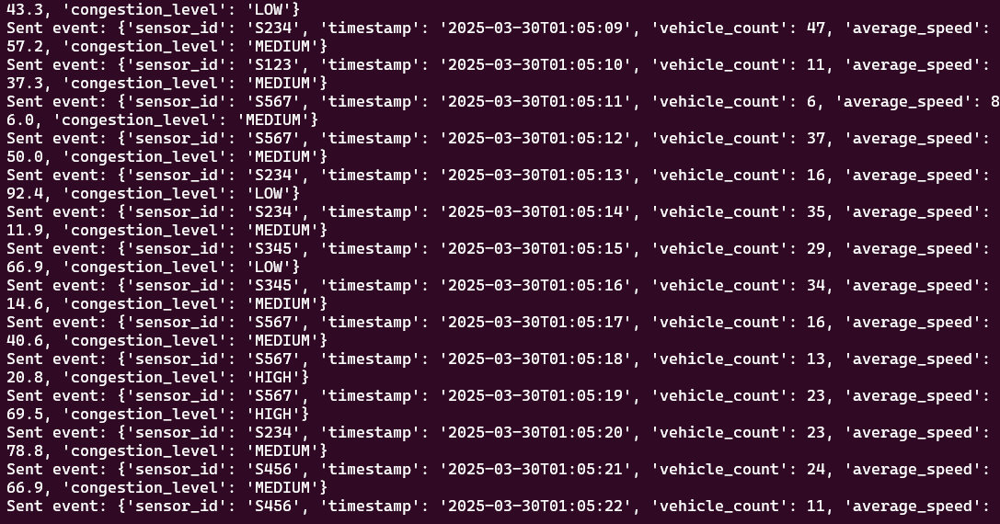 43.3, 'congestion_level': 'LOW'}
Sent event: {'sensor_id': 'S234', 'timestamp': '2025-03-30T01:05:09', 'vehicle_count': 47, 'average_speed':
57.2, 'congestion_level': 'MEDIUM'}
Sent event: {'sensor_id': 'S123', 'timestamp': '2025-03-30T01:05:10', 'vehicle_count': 11, 'average_speed':
37.3, 'congestion_level': 'MEDIUM'}
Sent event: {'sensor_id': 'S567', 'timestamp': '2025-03-30T01:05:11', 'vehicle_count': 6, 'average_speed': 8
6.0, 'congestion_level': 'MEDIUM'}
Sent event: {'sensor_id': 'S567', 'timestamp': '2025-03-30T01:05:12', 'vehicle_count': 37, 'average_speed':
50.0, 'congestion_level': 'MEDIUM'}
Sent event: {'sensor_id': 'S234', 'timestamp': '2025-03-30T01:05:13', 'vehicle_count': 16, 'average_speed':
92.4, 'congestion_level': 'LOW'}
Sent event: {'sensor_id': 'S234', 'timestamp': '2025-03-30T01:05:14', 'vehicle_count': 35, 'average_speed':
11.9, 'congestion_level': 'MEDIUM'}
Sent event: {'sensor_id': 'S345', 'timestamp': '2025-03-30T01:05:15', 'vehicle_count': 29, 'average_speed':
66.9, 'congestion_level': 'LOW'}
Sent event: {'sensor_id': 'S345', 'timestamp': '2025-03-30T01:05:16', 'vehicle_count': 34, 'average_speed':
14.6, 'congestion_level': 'MEDIUM'}
Sent event: {'sensor_id': 'S567', 'timestamp': '2025-03-30T01:05:17', 'vehicle_count': 16, 'average_speed':
40.6, 'congestion_level': 'MEDIUM'}
Sent event: {'sensor_id': 'S567', 'timestamp': '2025-03-30T01:05:18', 'vehicle_count': 13, 'average_speed':
20.8, 'congestion_level': 'HIGH'}
Sent event: {'sensor_id': 'S567', 'timestamp': '2025-03-30T01:05:19', 'vehicle_count': 23, 'average_speed':
69.5, 'congestion_level': 'HIGH'}
Sent event: {'sensor_id': 'S234', 'timestamp': '2025-03-30T01:05:20', 'vehicle_count': 23, 'average_speed':
78.8, 'congestion_level': 'MEDIUM'}
Sent event: {'sensor_id': 'S456', 'timestamp': '2025-03-30T01:05:21', 'vehicle_count': 24, 'average_speed':
66.9, 'congestion_level': 'MEDIUM'}
Sent event: {'sensor_id': 'S456', 'timestamp': '2025-03-30T01:05:22', 'vehicle_count': 11, 'average_speed':